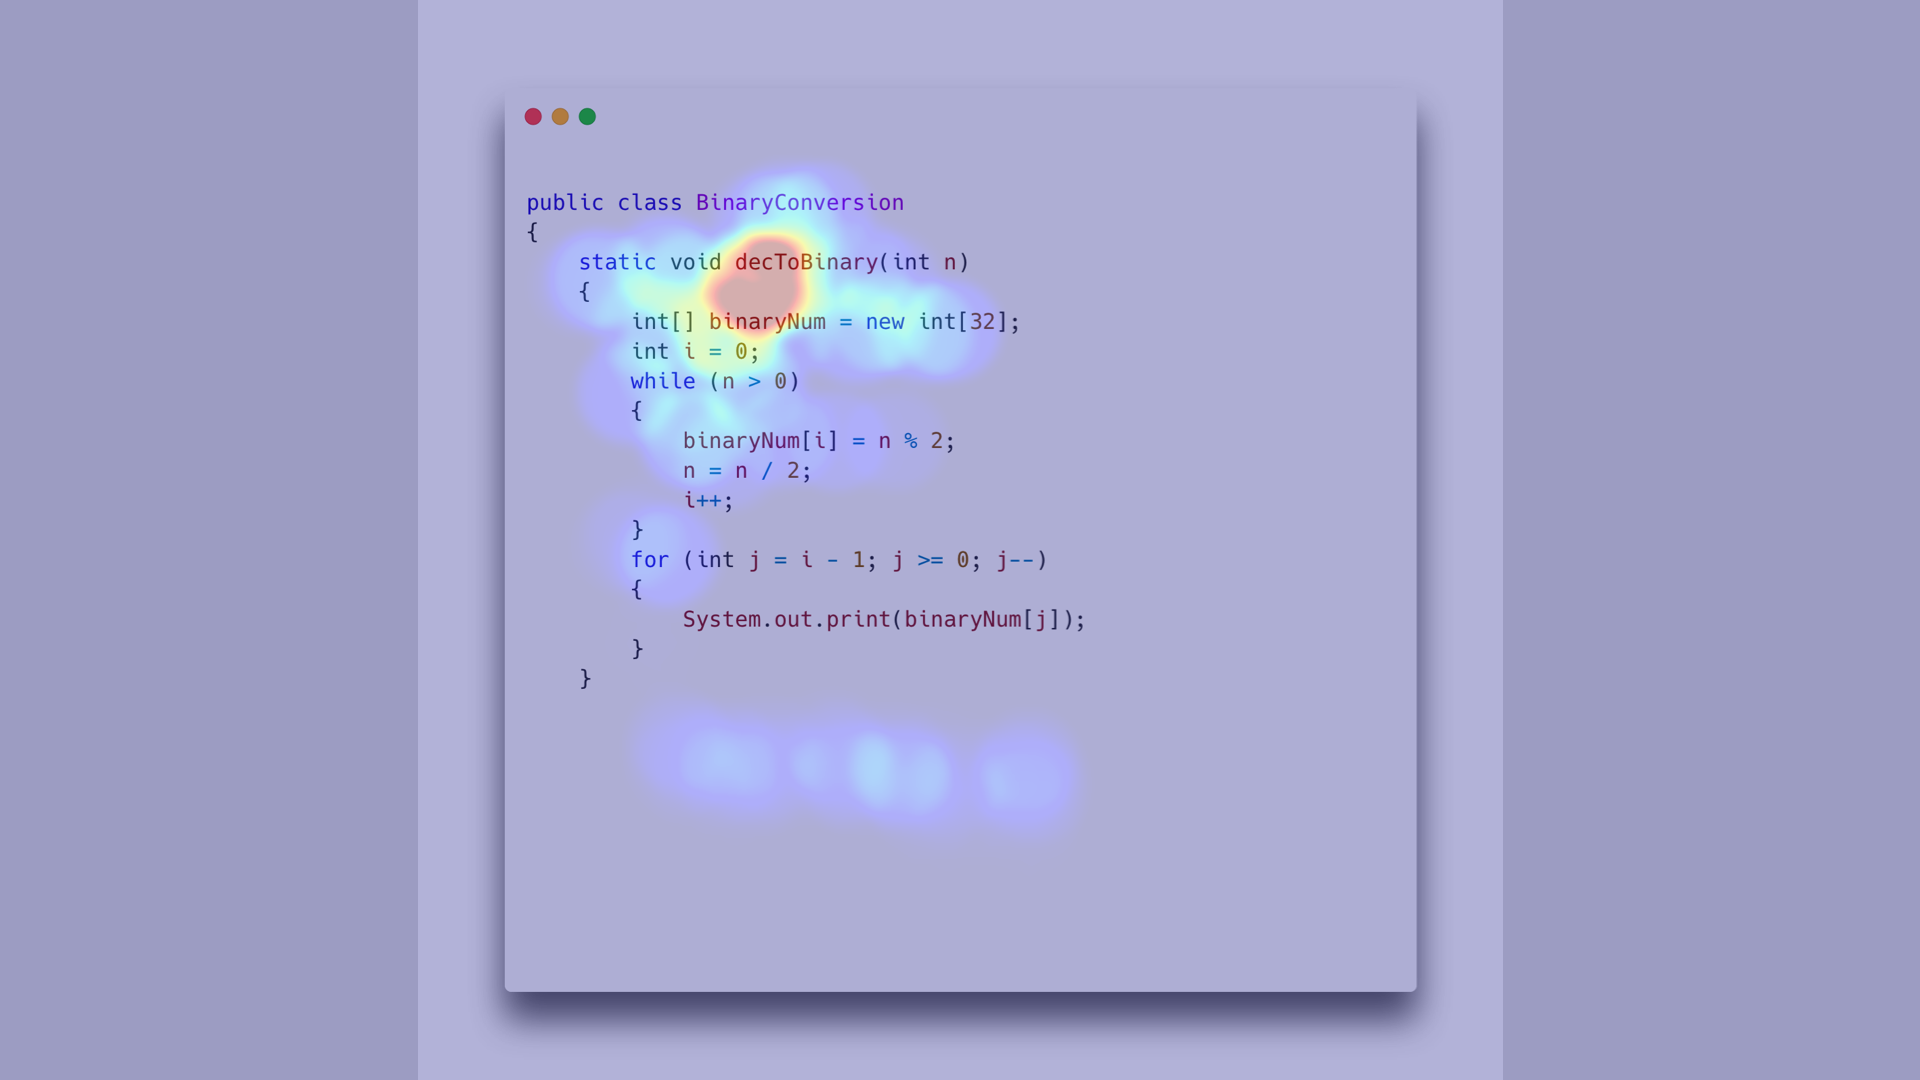 public class BinaryConversion
{
    static void decToBinary(int n)
    {
        int[] binaryNum = new int[32];
        int i = 0;
        while (n > 0)
        {
            binaryNum[i] = n % 2;
            n = n / 2;
            i++;
        }
        for (int j = i - 1; j >= 0; j--)
        {
            System.out.print(binaryNum[j]);
        }
    }